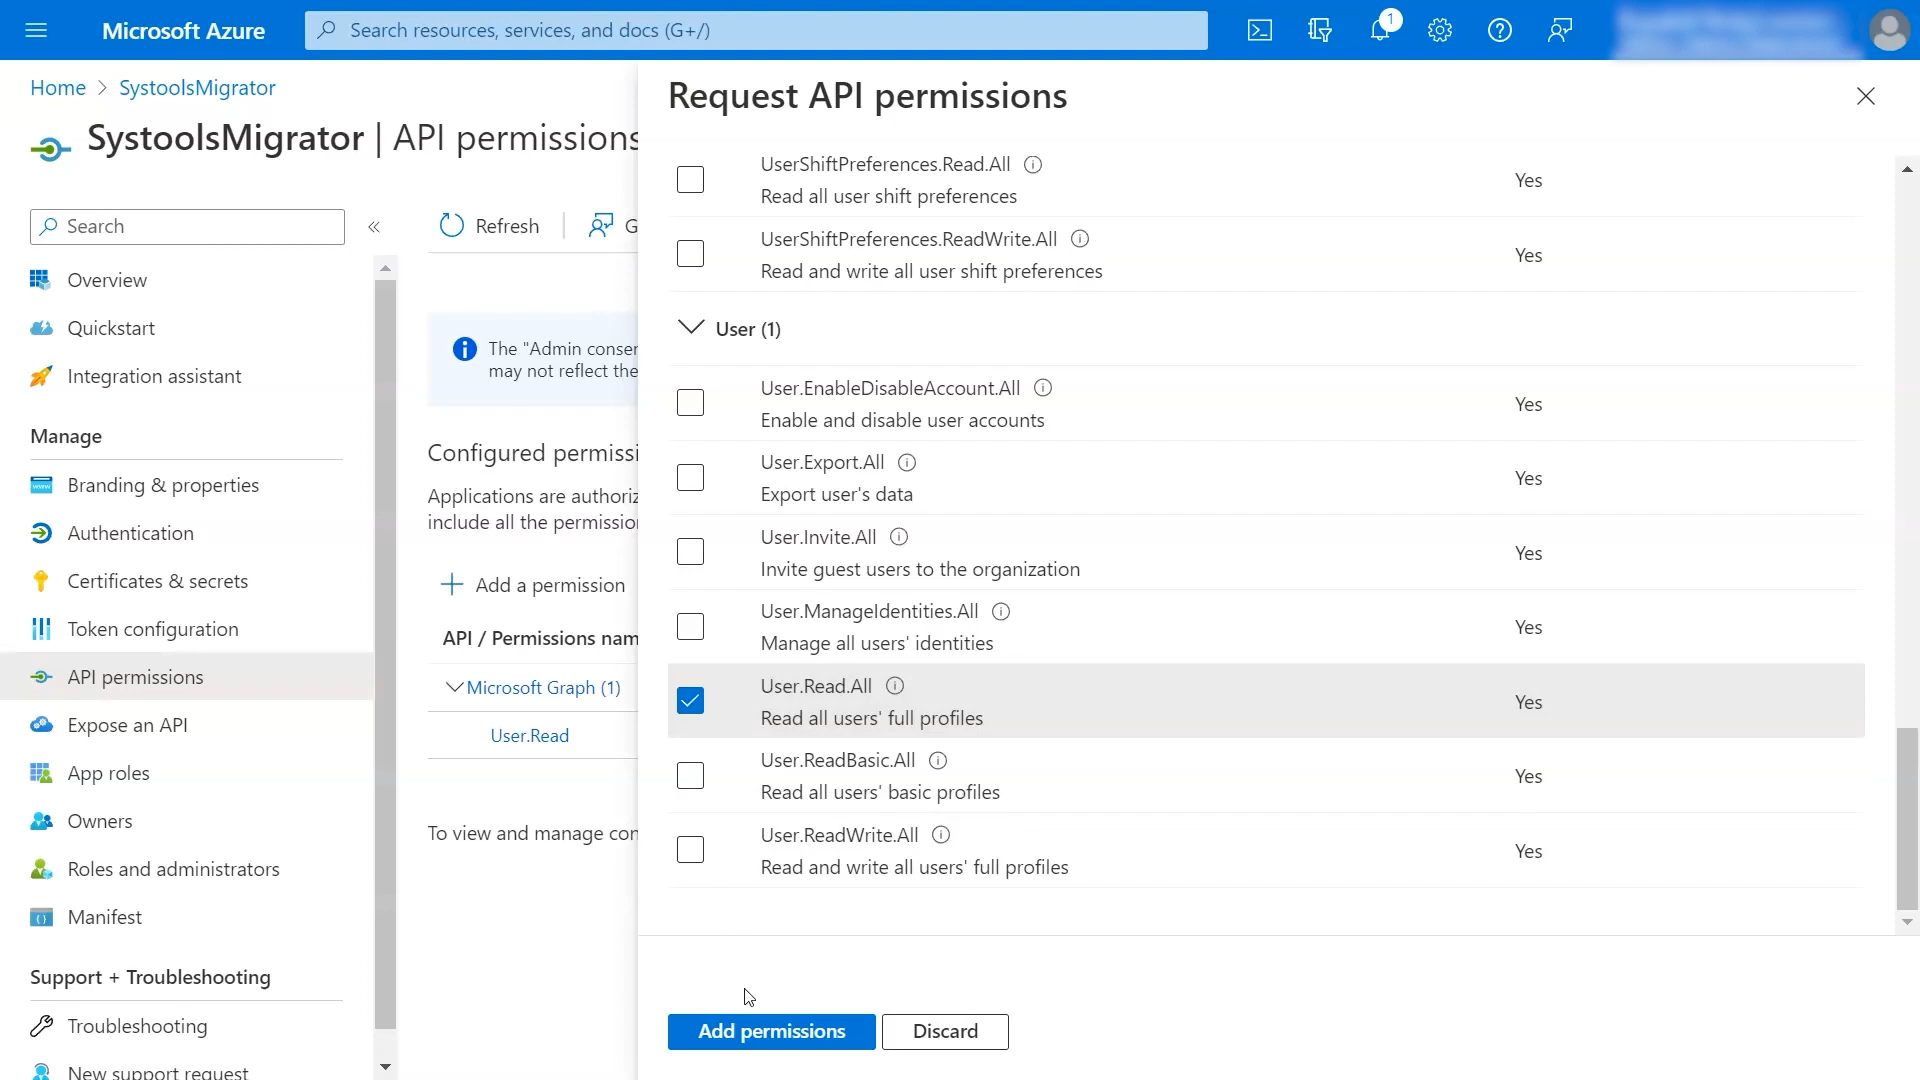 Microsoft Azure
Search resources, services, and docs (G+/)
1
Home > SystoolsMigrator
SystoolsMigrator | API permissions
Search
«
Overview
Quickstart
Integration assistant
Manage
Branding & properties
Authentication
Certificates & secrets
Token configuration
API permissions
Expose an API
App roles
Owners
Roles and administrators
Manifest
Support + Troubleshooting
Troubleshooting
New support request
Refresh
G
The "Admin conser
may not reflect the
Configured permissi
Applications are authoriz
include all the permission
Add a permission
API / Permissions nam
Microsoft Graph (1)
User.Read
To view and manage con
Request API permissions
UserShiftPreferences.Read.All
Read all user shift preferences
Yes
UserShiftPreferences.ReadWrite.All
Read and write all user shift preferences
Yes
User (1)
User.EnableDisableAccount.All
Enable and disable user accounts
Yes
User.Export.All
Export user's data
Yes
User.Invite.All
Invite guest users to the organization
Yes
User.ManageIdentities.All
Manage all users' identities
Yes
User.Read.All
Read all users' full profiles
Yes
User.ReadBasic.All
Read all users' basic profiles
Yes
User.ReadWrite.All
Read and write all users' full profiles
Yes
Add permissions
Discard